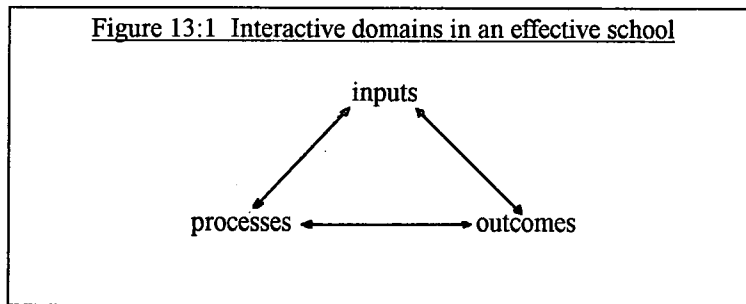 Figure 13:1 Interactive domains in an effective school
inputs
processes
outcomes